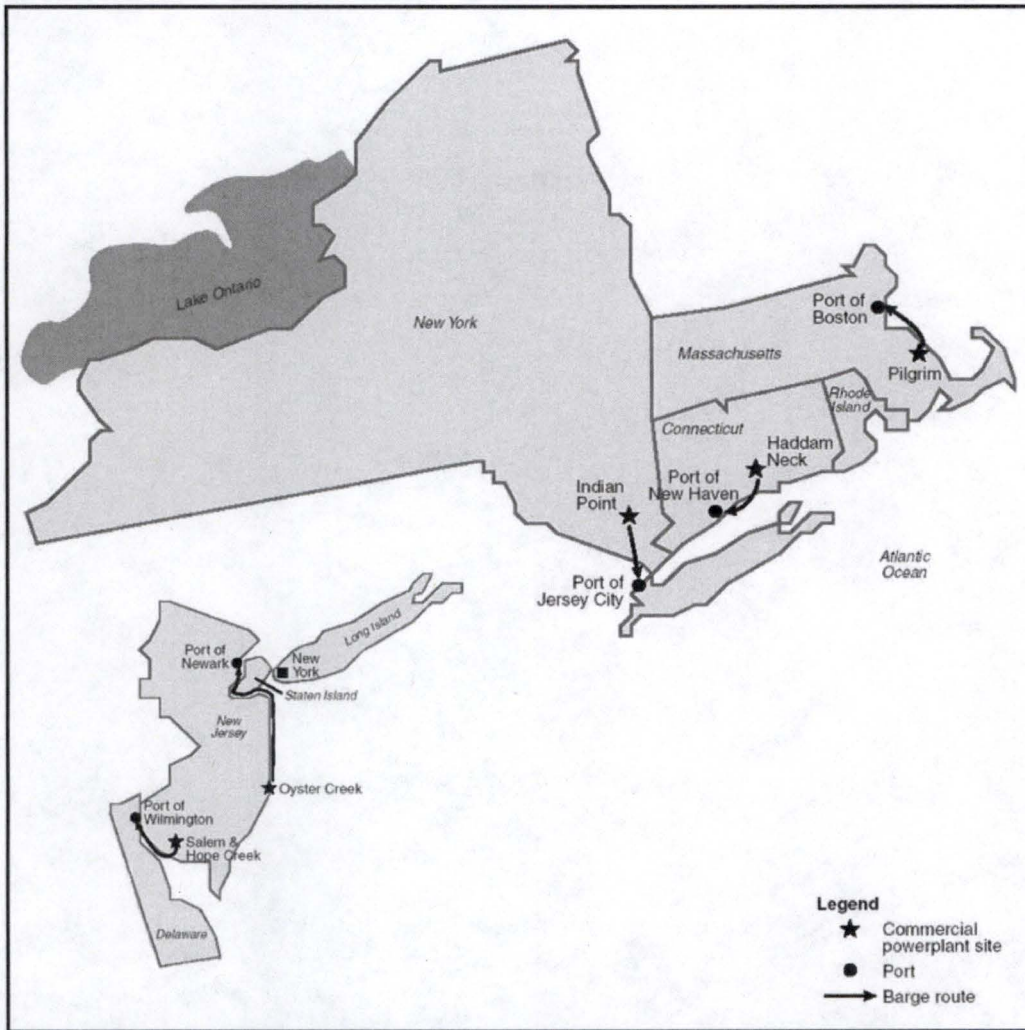 Lake Ontario
New York
Port of
Boston
Massachusetts
Pilgrim
Rhode
Island
Connecticut
Haddam
Neck
Port of
New Haven
Indian
Point
Port of
Jersey City
Atlantic
Ocean
Long Island
Port of
Newark
New
York
Staten Island
New
Jersey
Oyster Creek
Port of
Wilmington
Salem &
Hope Creek
Delaware
Legend
Commercial
powerplant site
Port
Barge route